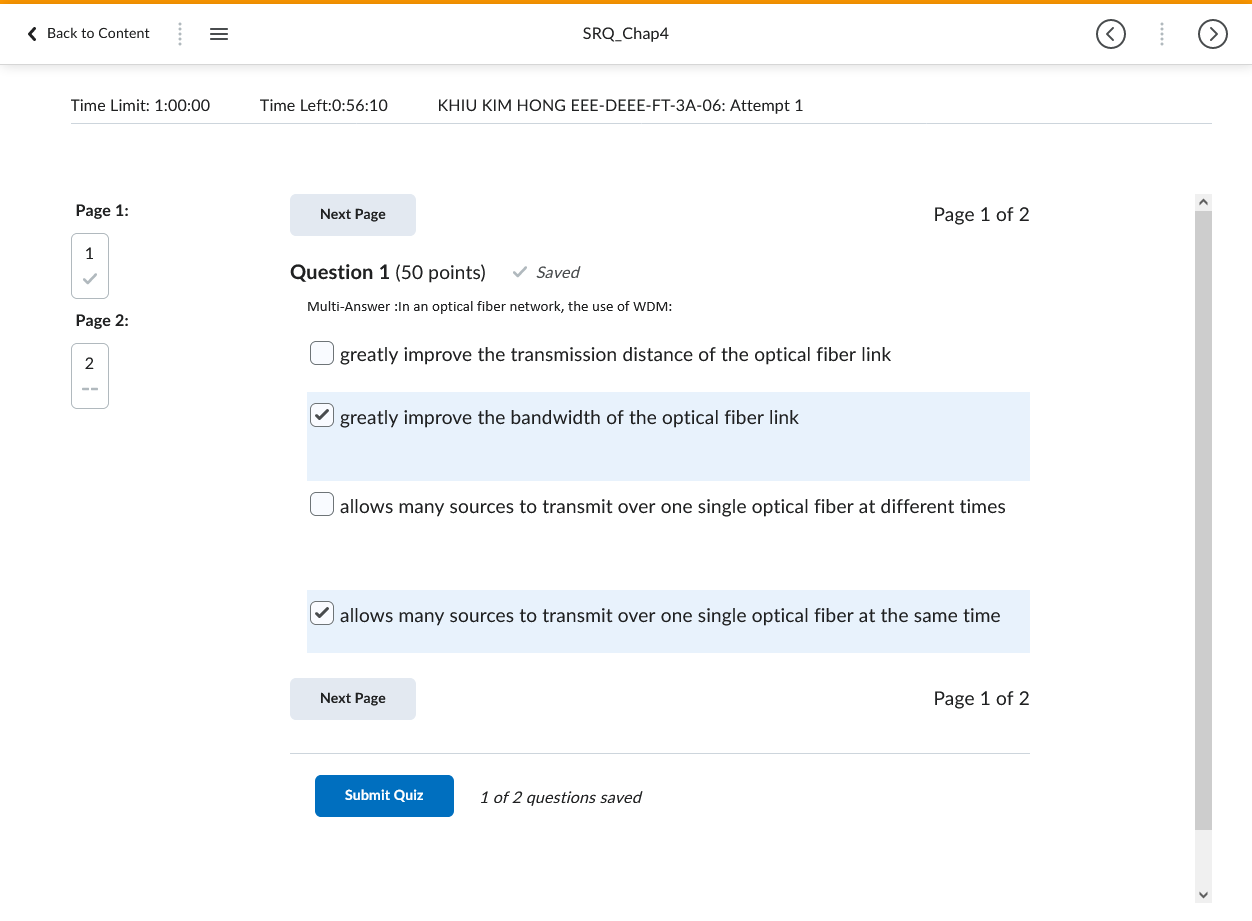 Back to Content
SRQ_Chap4
Time Limit: 1:00:00 Time Left:0:56:10 KHIU KIM HONG EEE-DEEE-FT-3A-06: Attempt 1
Page 1:
1
Page 2:
2
--
Next Page
Page 1 of 2
Question 1 (50 points) Saved
Multi-Answer :In an optical fiber network, the use of WDM:
greatly improve the transmission distance of the optical fiber link
greatly improve the bandwidth of the optical fiber link
allows many sources to transmit over one single optical fiber at different times
allows many sources to transmit over one single optical fiber at the same time
Next Page
Page 1 of 2
Submit Quiz
1 of 2 questions saved